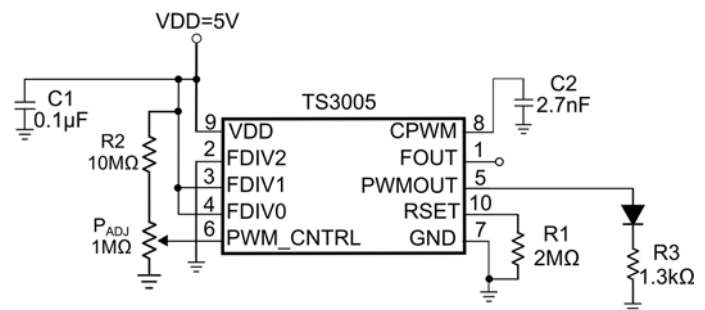 VDD=5V
TS3005
C1
0.1µF
R2
10MΩ
PADJ
1MΩ
9 VDD
2 FDIV2
3 FDIV1
4 FDIV0
6 PWM_CNTRL
CPWM 8
FOUT 1
PWMOUT 5
RSET 10
GND 7
C2
2.7nF
R1
2MΩ
R3
1.3kΩ